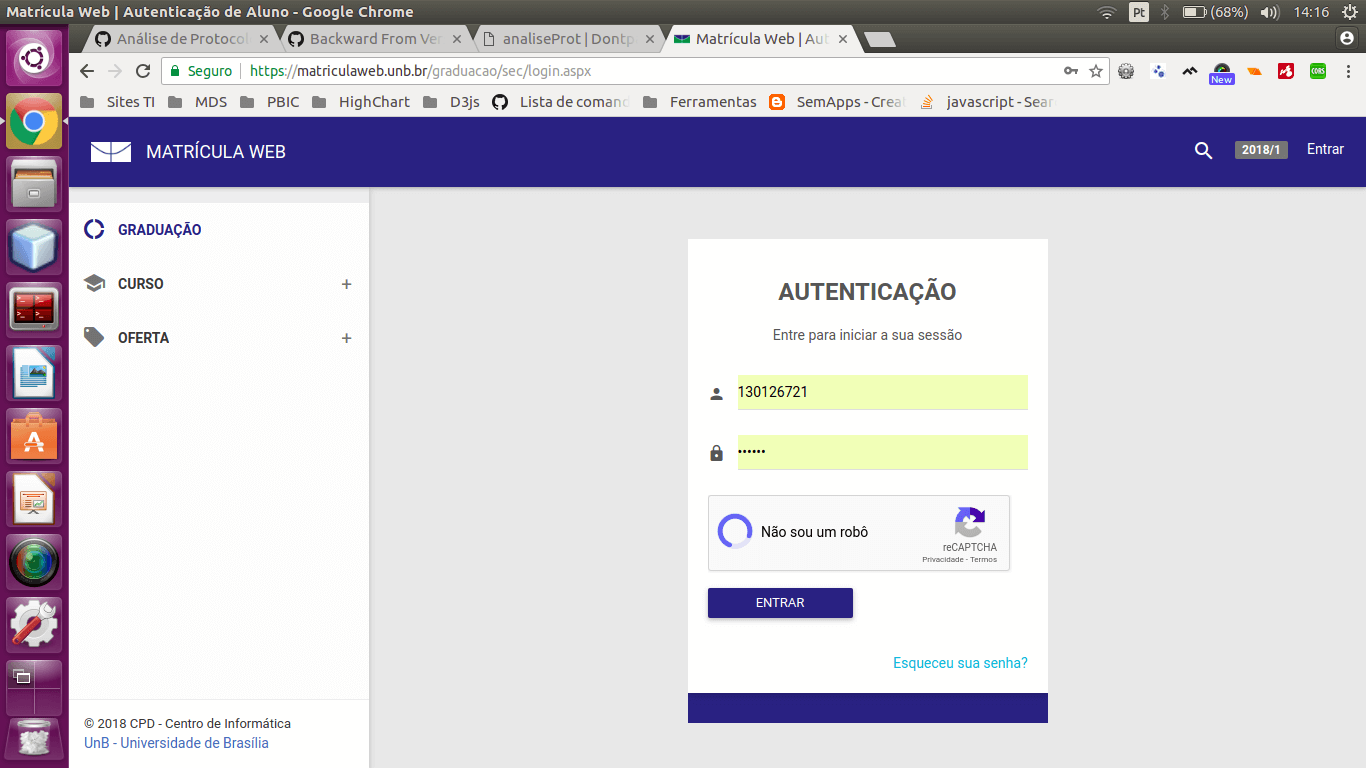 Matrícula Web | Autenticação de Aluno - Google Chrome
Pt
(68%)
14:16
Análise de Protocol
Backward From Ver
analiseProt | Dontp
Matrícula Web | Aut
Seguro
https://matriculaweb.unb.br/graduacao/sec/login.aspx
New
CORS
Sites TI
MDS
PBIC
HighChart
D3js
Lista de comand
Ferramentas
SemApps - Creat
javascript - Sear
MATRÍCULA WEB
2018/1
Entrar
GRADUAÇÃO
CURSO +
OFERTA +
AUTENTICAÇÃO
Entre para iniciar a sua sessão
130126721
••••••
Não sou um robô
reCAPTCHA
Privacidade - Termos
ENTRAR
Esqueceu sua senha?
© 2018 CPD - Centro de Informática
UnB - Universidade de Brasília